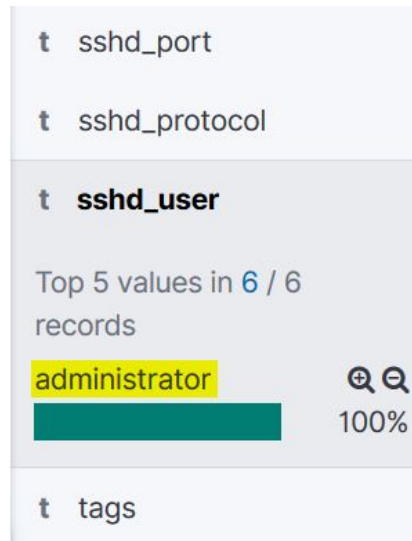 t sshd_port
t sshd_protocol
t sshd_user
Top 5 values in 6 / 6
records
administrator
100%
t tags